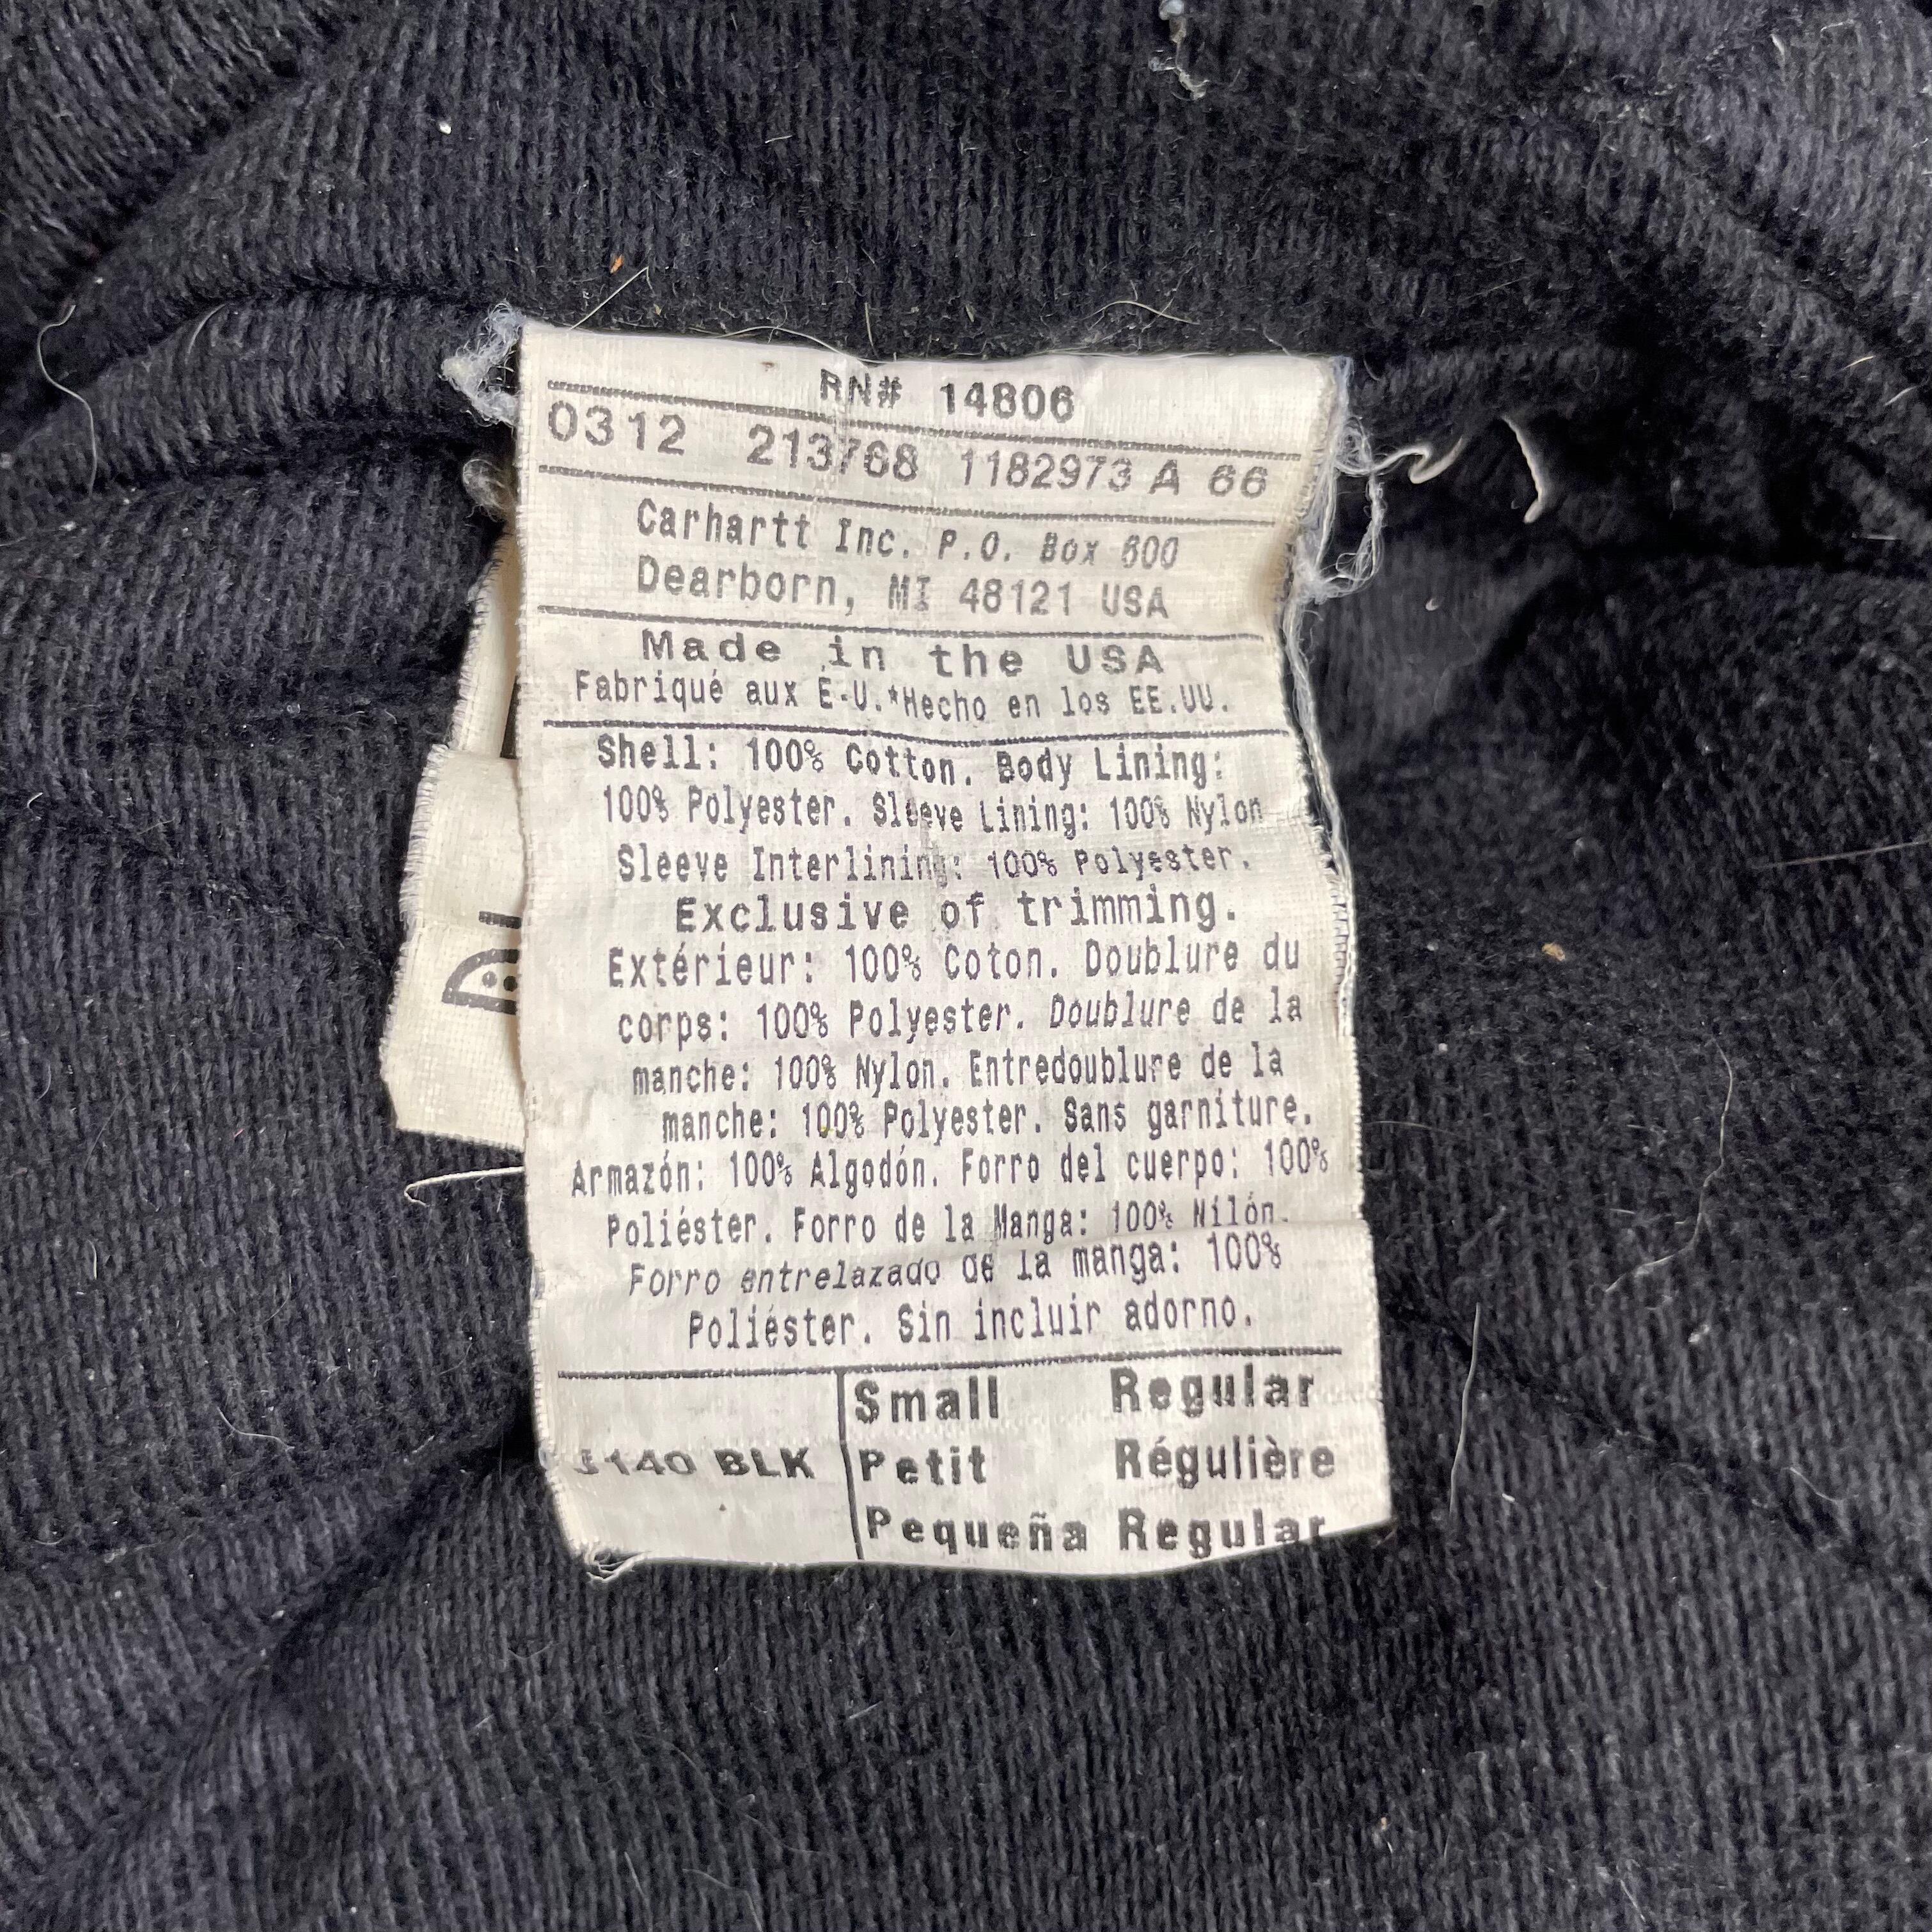 RN# 14806
0312 213768 1182973 A 66
Carhartt Inc. P.O. Box 600
Dearborn, MI 48121 USA
Made in the USA
Fabriqué aux E-U.*Hecho en los EE.UU.
Shell: 100% Cotton. Body Lining:
100% Polyester. Sleeve Lining: 100% Nylon
Sleeve Interlining: 100% Polyester.
Exclusive of trimming.
Extérieur: 100% Coton. Doublure du
corps: 100% Polyester. Doublure de la
manche: 100% Nylon. Entredoublure de la
manche: 100% Polyester. Sans garniture.
Armazón: 100% Algodón. Forro del cuerpo: 100%
Poliéster. Forro de la Manga: 100% Nilón.
Forro entrelazado de la manga: 100%
Poliéster. Sin incluir adorno.
J140 BLK
Small Regular
Petit Régulière
Pequeña Regular